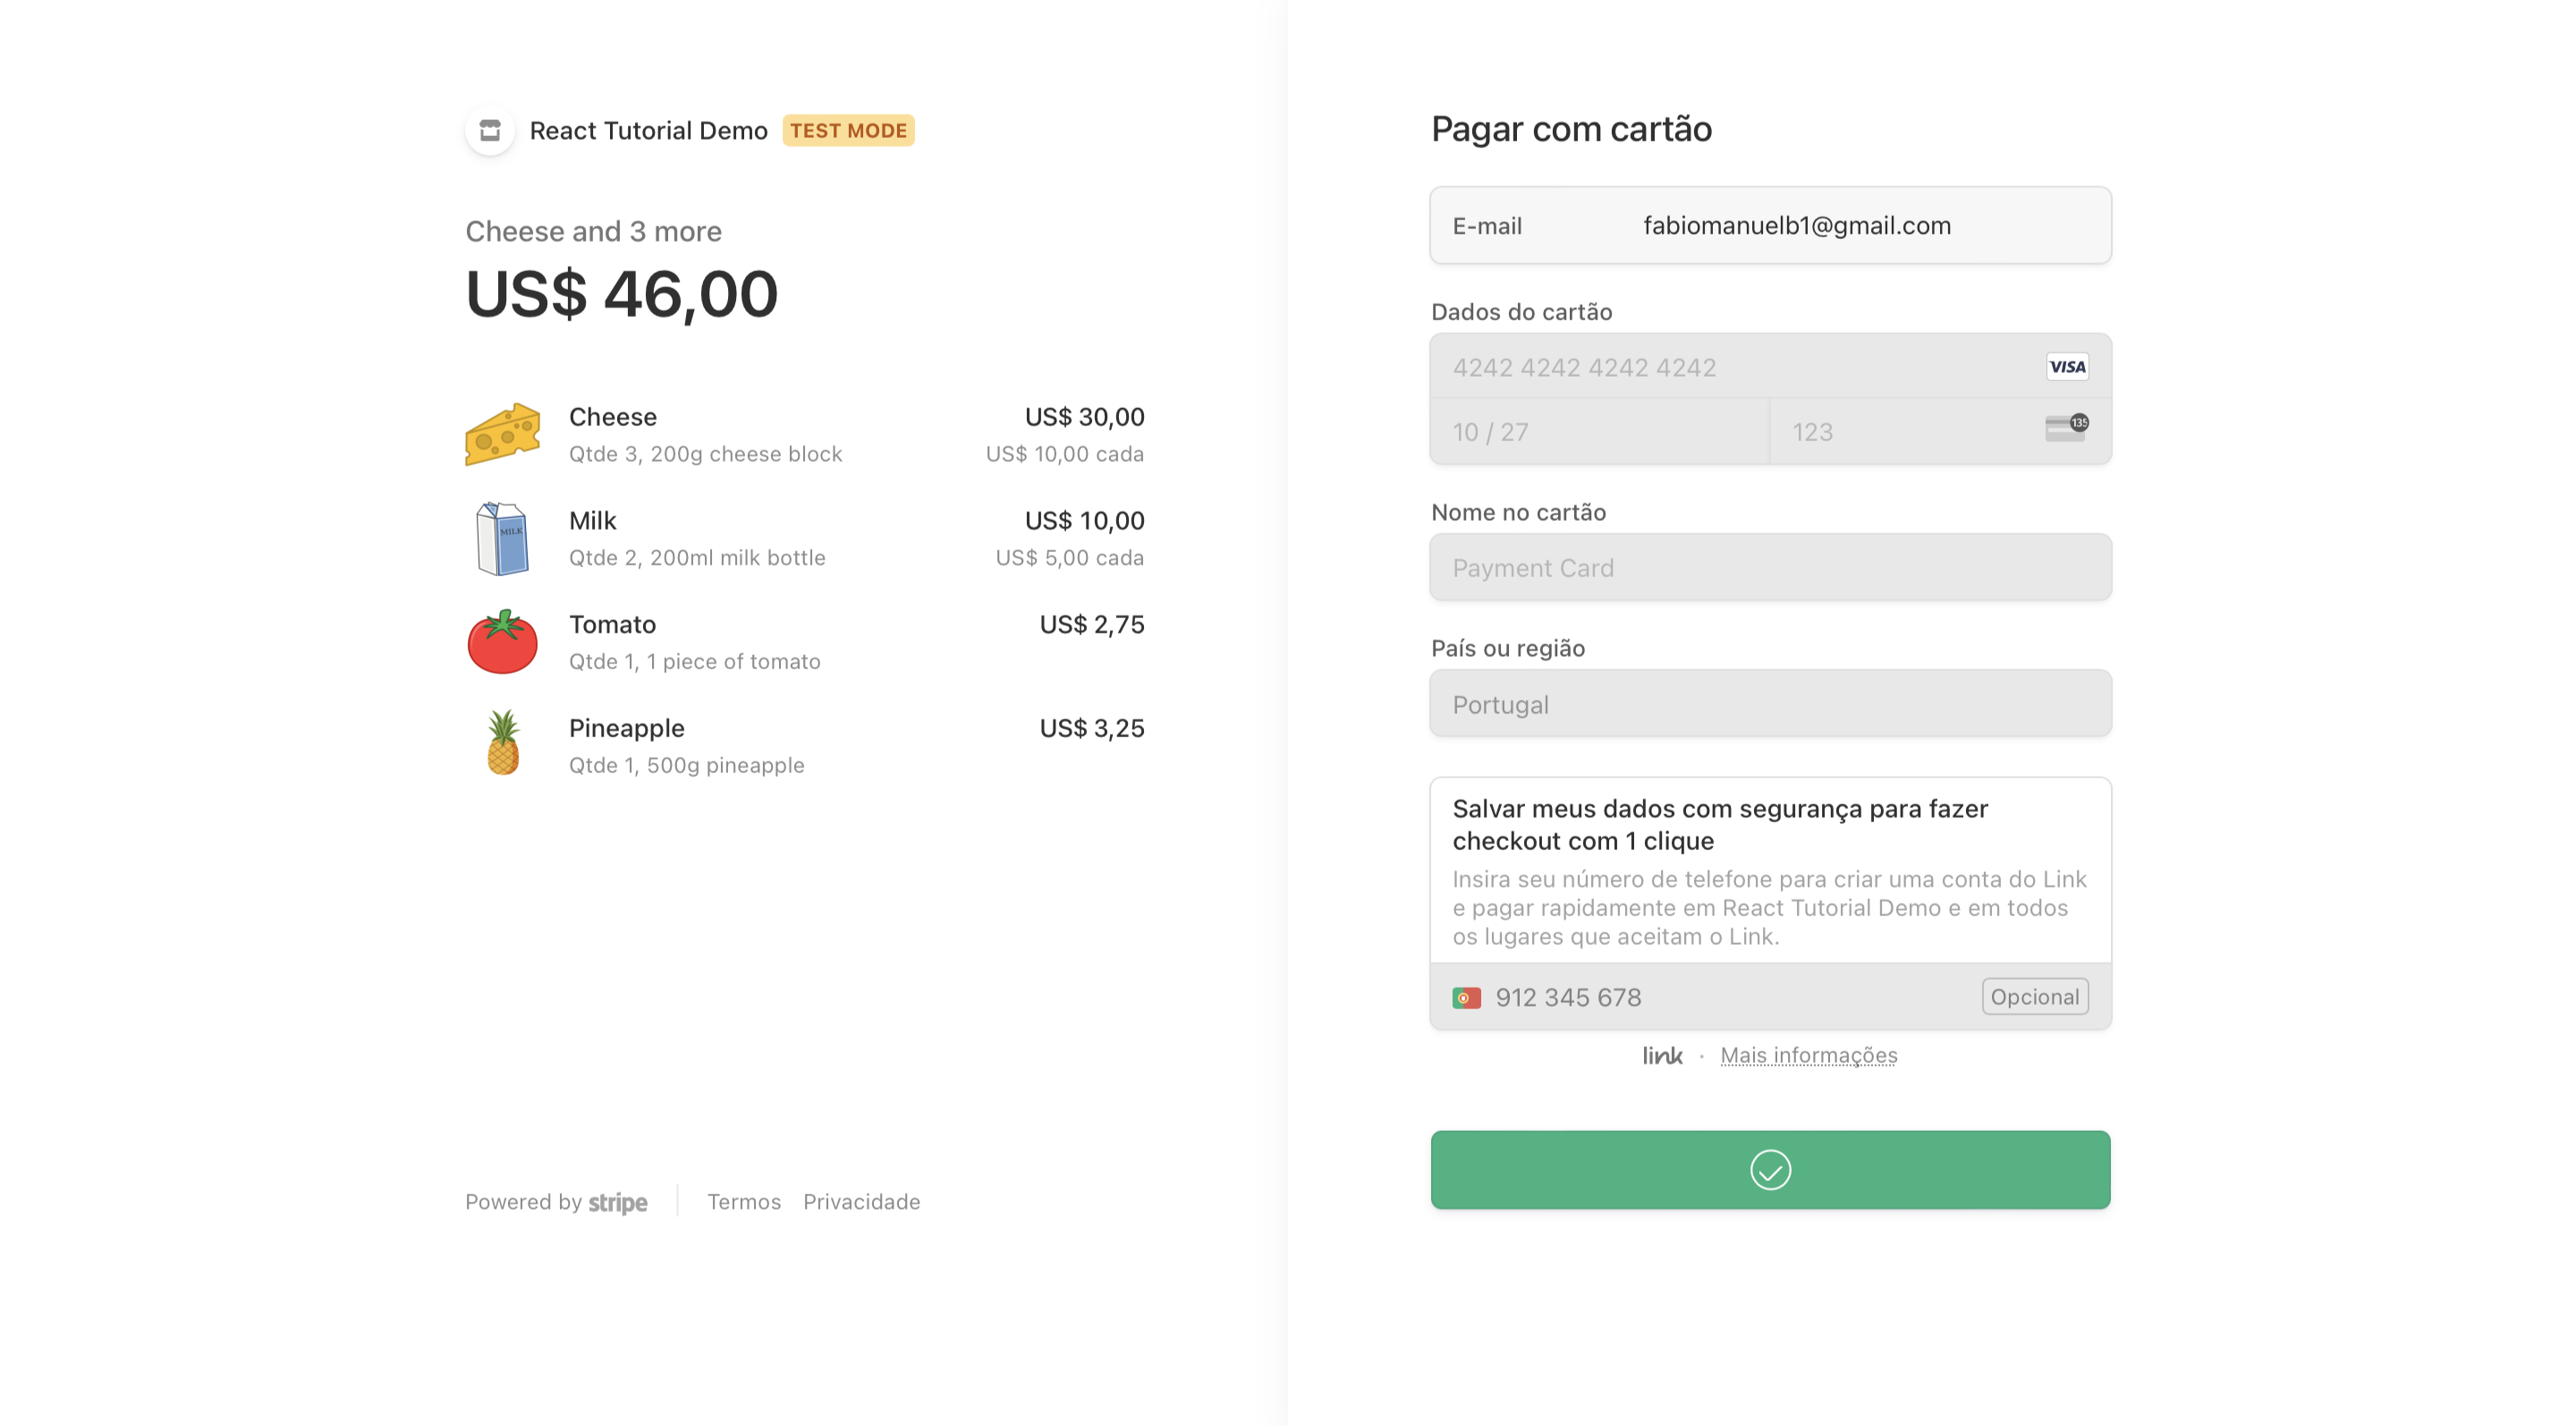 React Tutorial Demo TEST MODE
Cheese and 3 more
US$ 46,00
Cheese US$ 30,00
Qtde 3, 200g cheese block US$ 10,00 cada
MILK
Milk US$ 10,00
Qtde 2, 200ml milk bottle US$ 5,00 cada
Tomato US$ 2,75
Qtde 1, 1 piece of tomato
Pineapple US$ 3,25
Qtde 1, 500g pineapple
Powered by stripe Termos Privacidade
Pagar com cartão
E-mail fabiomanuelb1@gmail.com
Dados do cartão
4242 4242 4242 4242 VISA
10 / 27 123 135
Nome no cartão
Payment Card
País ou região
Portugal
Salvar meus dados com segurança para fazer
checkout com 1 clique
Insira seu número de telefone para criar uma conta do Link
e pagar rapidamente em React Tutorial Demo e em todos
os lugares que aceitam o Link.
912 345 678 Opcional
link · Mais informações